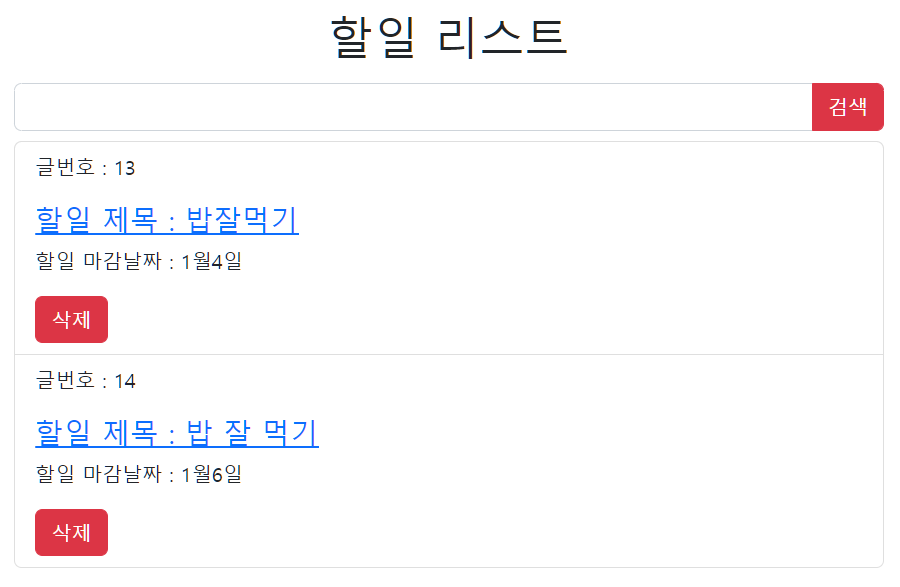 할일 리스트
검색
글번호 : 13
할일 제목 : 밥잘먹기
할일 마감날짜 : 1월4일
삭제
글번호 : 14
할일 제목 : 밥 잘 먹기
할일 마감날짜 : 1월6일
삭제